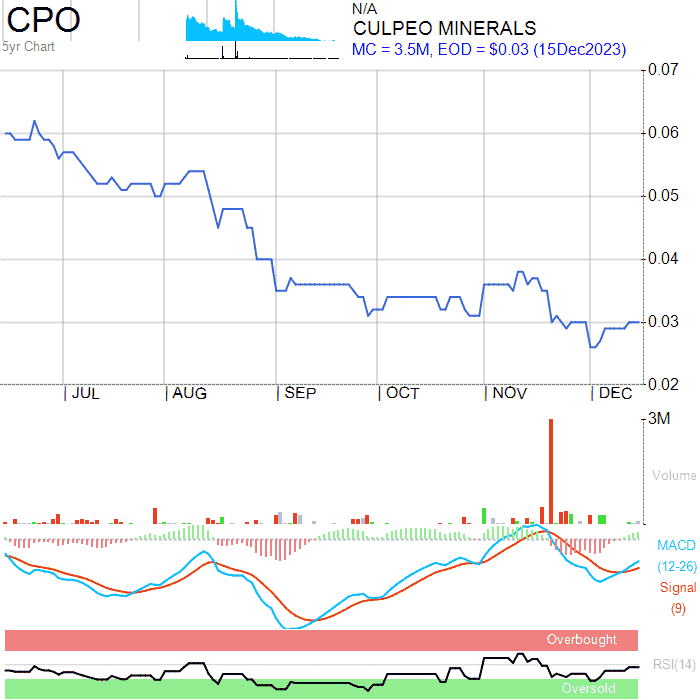 CPO
5yr Chart
N/A
CULPEO MINERALS
MC = 3.5M, EOD = $0.03 (15Dec2023)
0.07
0.06
0.05
0.04
0.03
0.02
JUL AUG SEP OCT NOV DEC
3M
Volume
MACD
(12-26)
Signal
(9)
Overbought
RSI(14)
Oversold